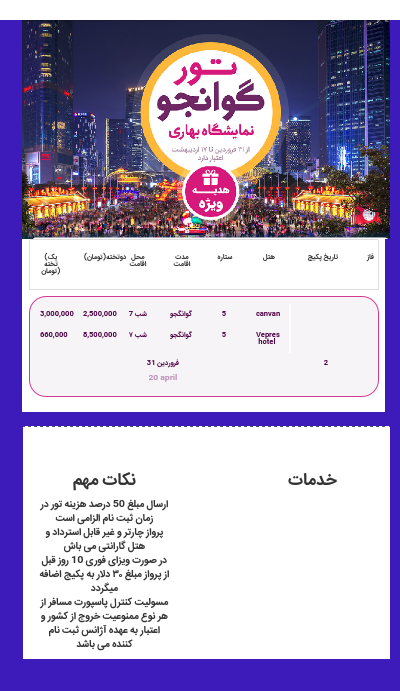 تور
گوانجو
نمایشگاه بهاری
از ۳۱ فروردین تا ۱۷ اردیبهشت
اعتبار دارد
هدیه
ویژه
فاز تاریخ پکیج هتل ستاره مدت اقامت محل اقامت دوتخته(تومان) یک) تخته (تومان)
canvan 5 گوانگجو 7 شب 2,500,000 3,000,000
Vepres hotel 5 گوانگجو ۷ شب 8,500,000 660,000
2 31 فروردین
20 april
خدمات
نکات مهم
ارسال مبلغ 50 درصد هزینه تور در
زمان ثبت نام الزامی است
پرواز چارتر و غیر قابل استرداد و
هتل گارانتی می باش
در صورت ویزای فوری 10 روز قبل
از پرواز مبلغ ۳۰ دلار به پکیج اضافه
میگردد
مسولیت کنترل پاسپورت مسافر از
هر نوع ممنوعیت خروج از کشور و
اعتبار به عهده آژانس ثبت نام
کننده می باشد